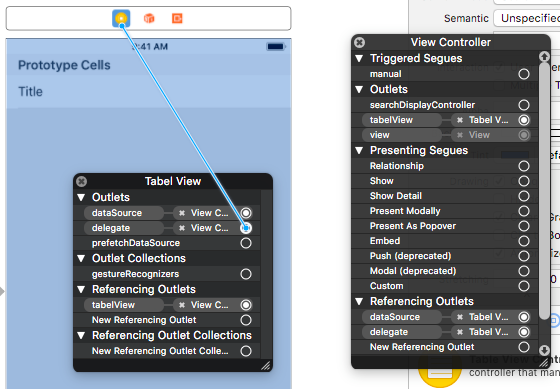 Semantic Unspecified
9:41 AM
Prototype Cells
Title
Tabel View
Outlets
dataSource View C...
delegate View C...
prefetchDataSource
Outlet Collections
gestureRecognizers
Referencing Outlets
tabelView View C...
New Referencing Outlet
Referencing Outlet Collections
New Referencing Outlet Colle...
View Controller
Triggered Segues
manual
Outlets
searchDisplayController
tabelView Tabel V...
view View
Presenting Segues
Relationship
Show
Show Detail
Present Modally
Present As Popover
Embed
Push (deprecated)
Modal (deprecated)
Custom
Referencing Outlets
dataSource Tabel V...
delegate Tabel V...
New Referencing Outlet
controller that man